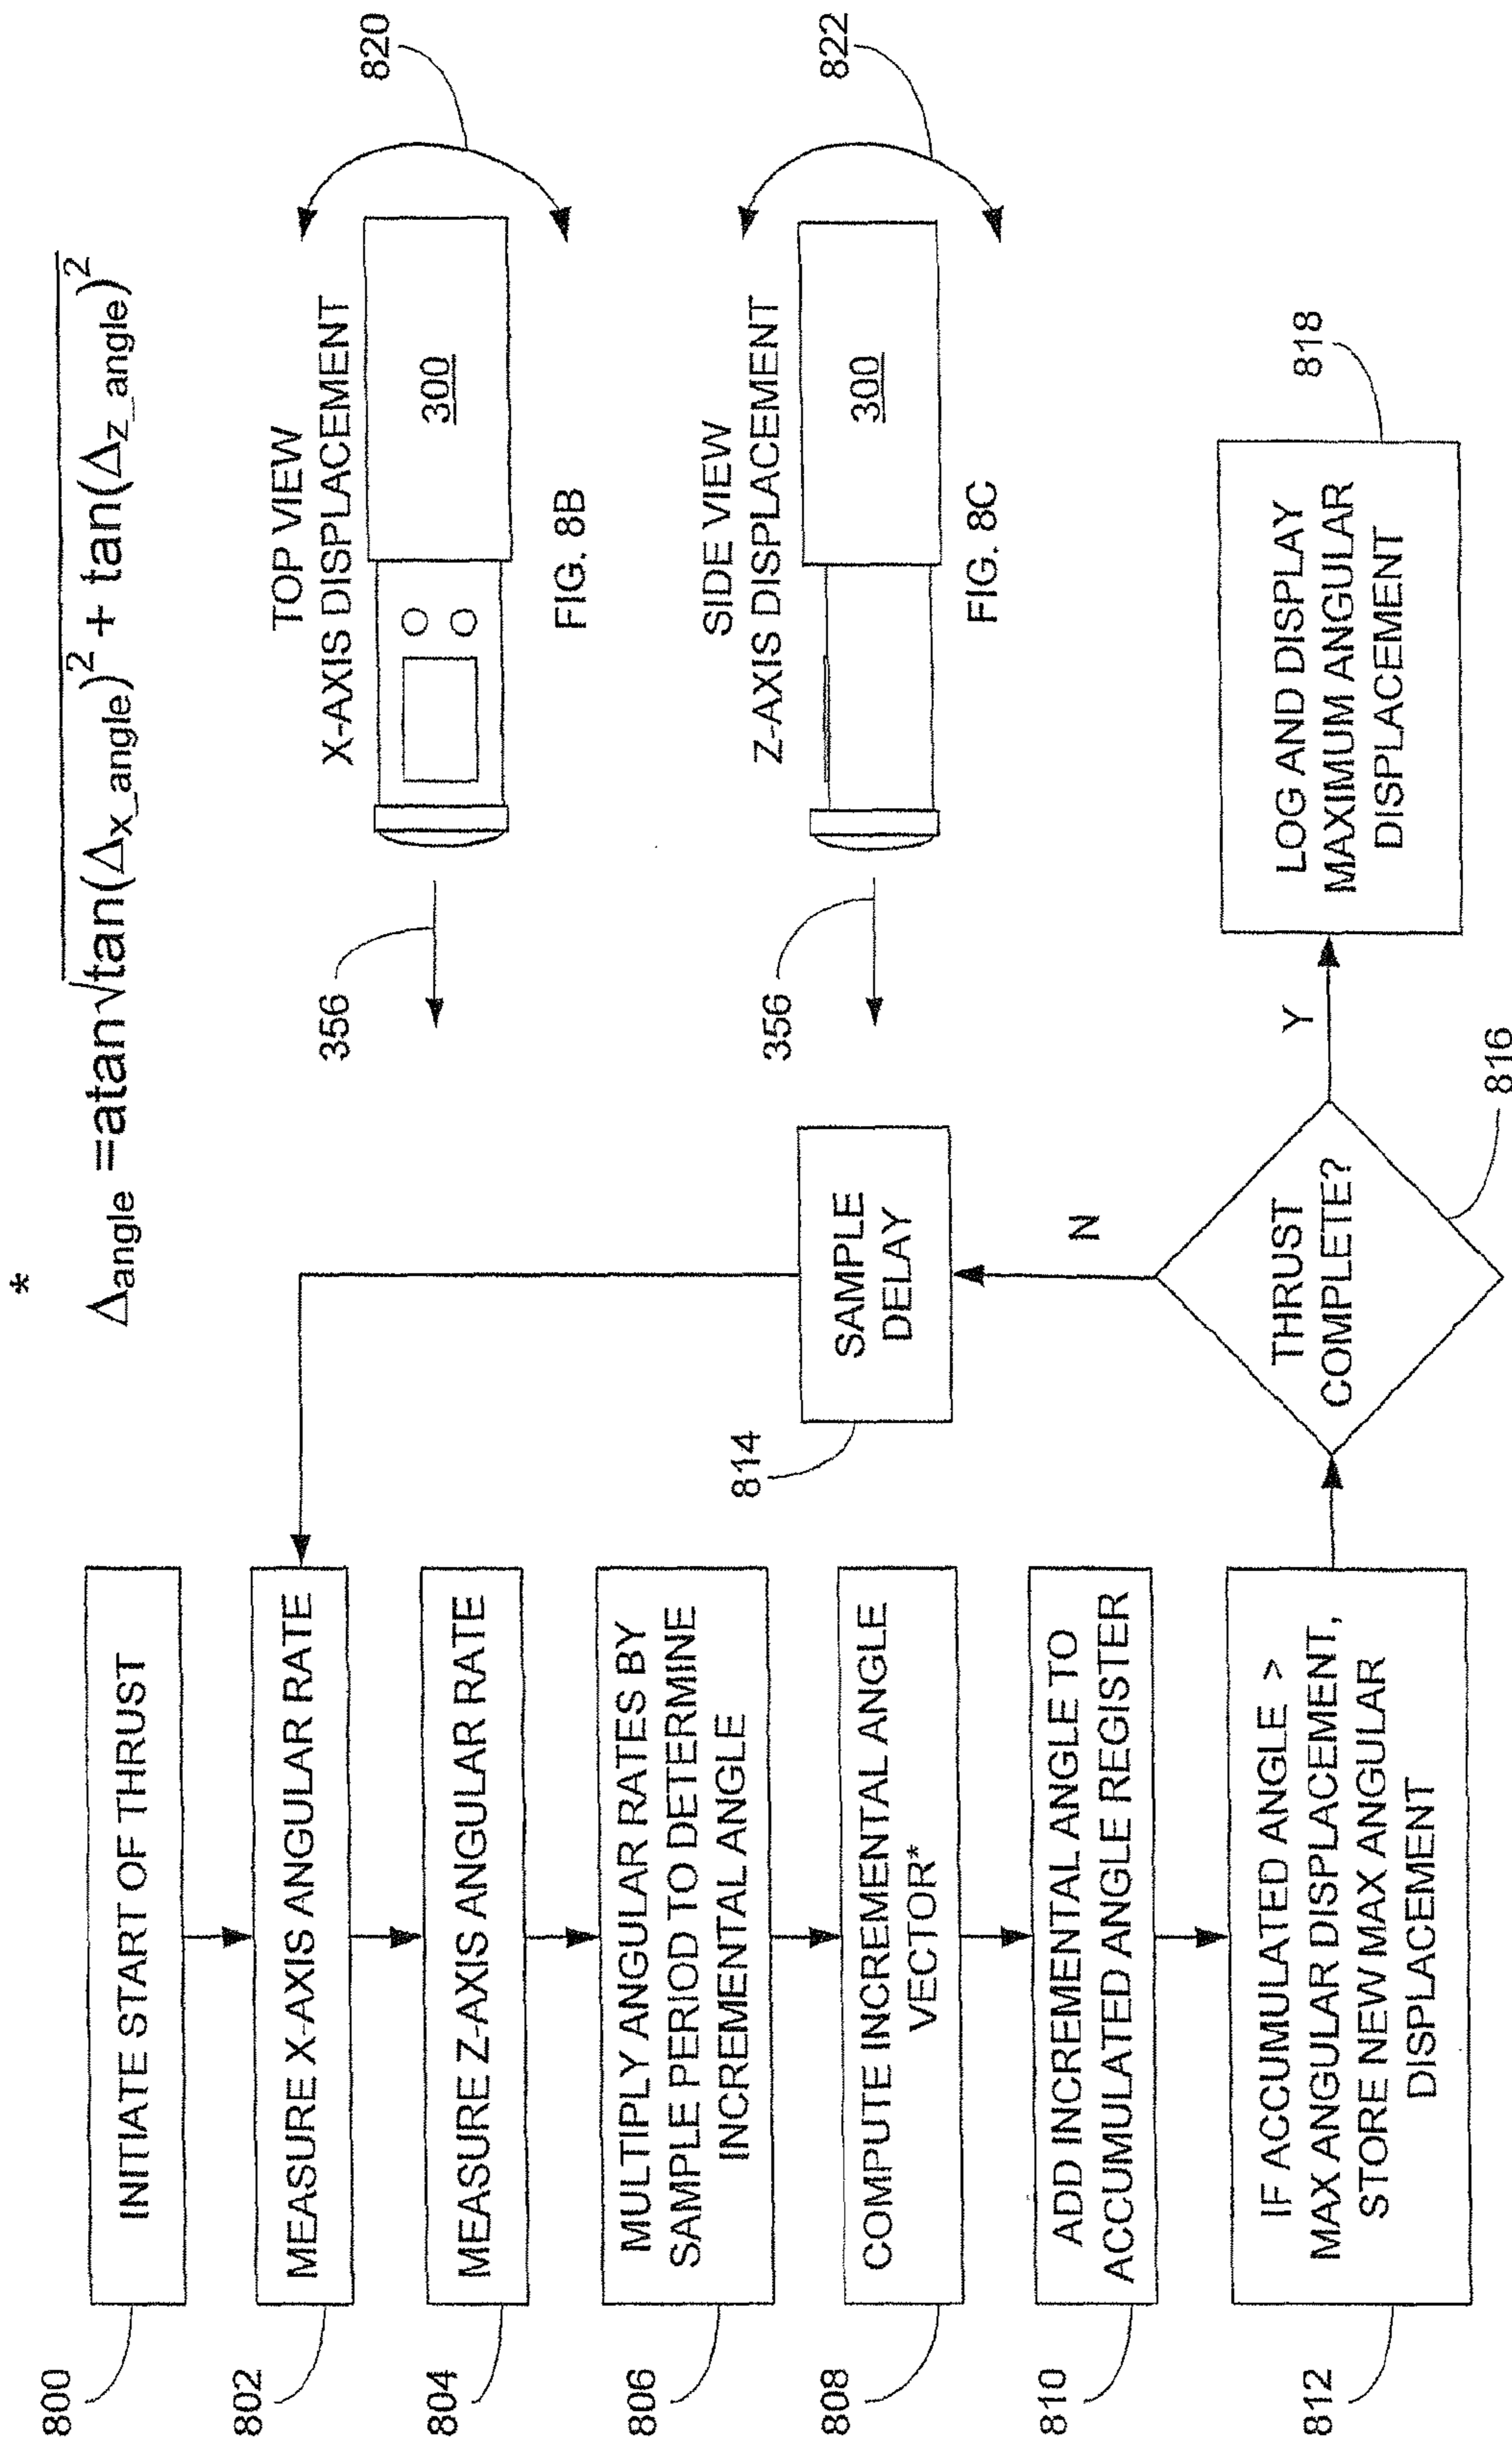 *
Δangle =atan√tan(Δx_angle)² + tan(Δz_angle)²
800
INITIATE START OF THRUST
802
MEASURE X-AXIS ANGULAR RATE
804
MEASURE Z-AXIS ANGULAR RATE
806
MULTIPLY ANGULAR RATES BY
SAMPLE PERIOD TO DETERMINE
INCREMENTAL ANGLE
808
COMPUTE INCREMENTAL ANGLE
VECTOR*
810
ADD INCREMENTAL ANGLE TO
ACCUMULATED ANGLE REGISTER
812
IF ACCUMULATED ANGLE >
MAX ANGULAR DISPLACEMENT,
STORE NEW MAX ANGULAR
DISPLACEMENT
814
SAMPLE
DELAY
N
THRUST
COMPLETE?
816
Y
818
LOG AND DISPLAY
MAXIMUM ANGULAR
DISPLACEMENT
TOP VIEW
X-AXIS DISPLACEMENT
356
300
820
FIG. 8B
SIDE VIEW
Z-AXIS DISPLACEMENT
356
300
822
FIG. 8C